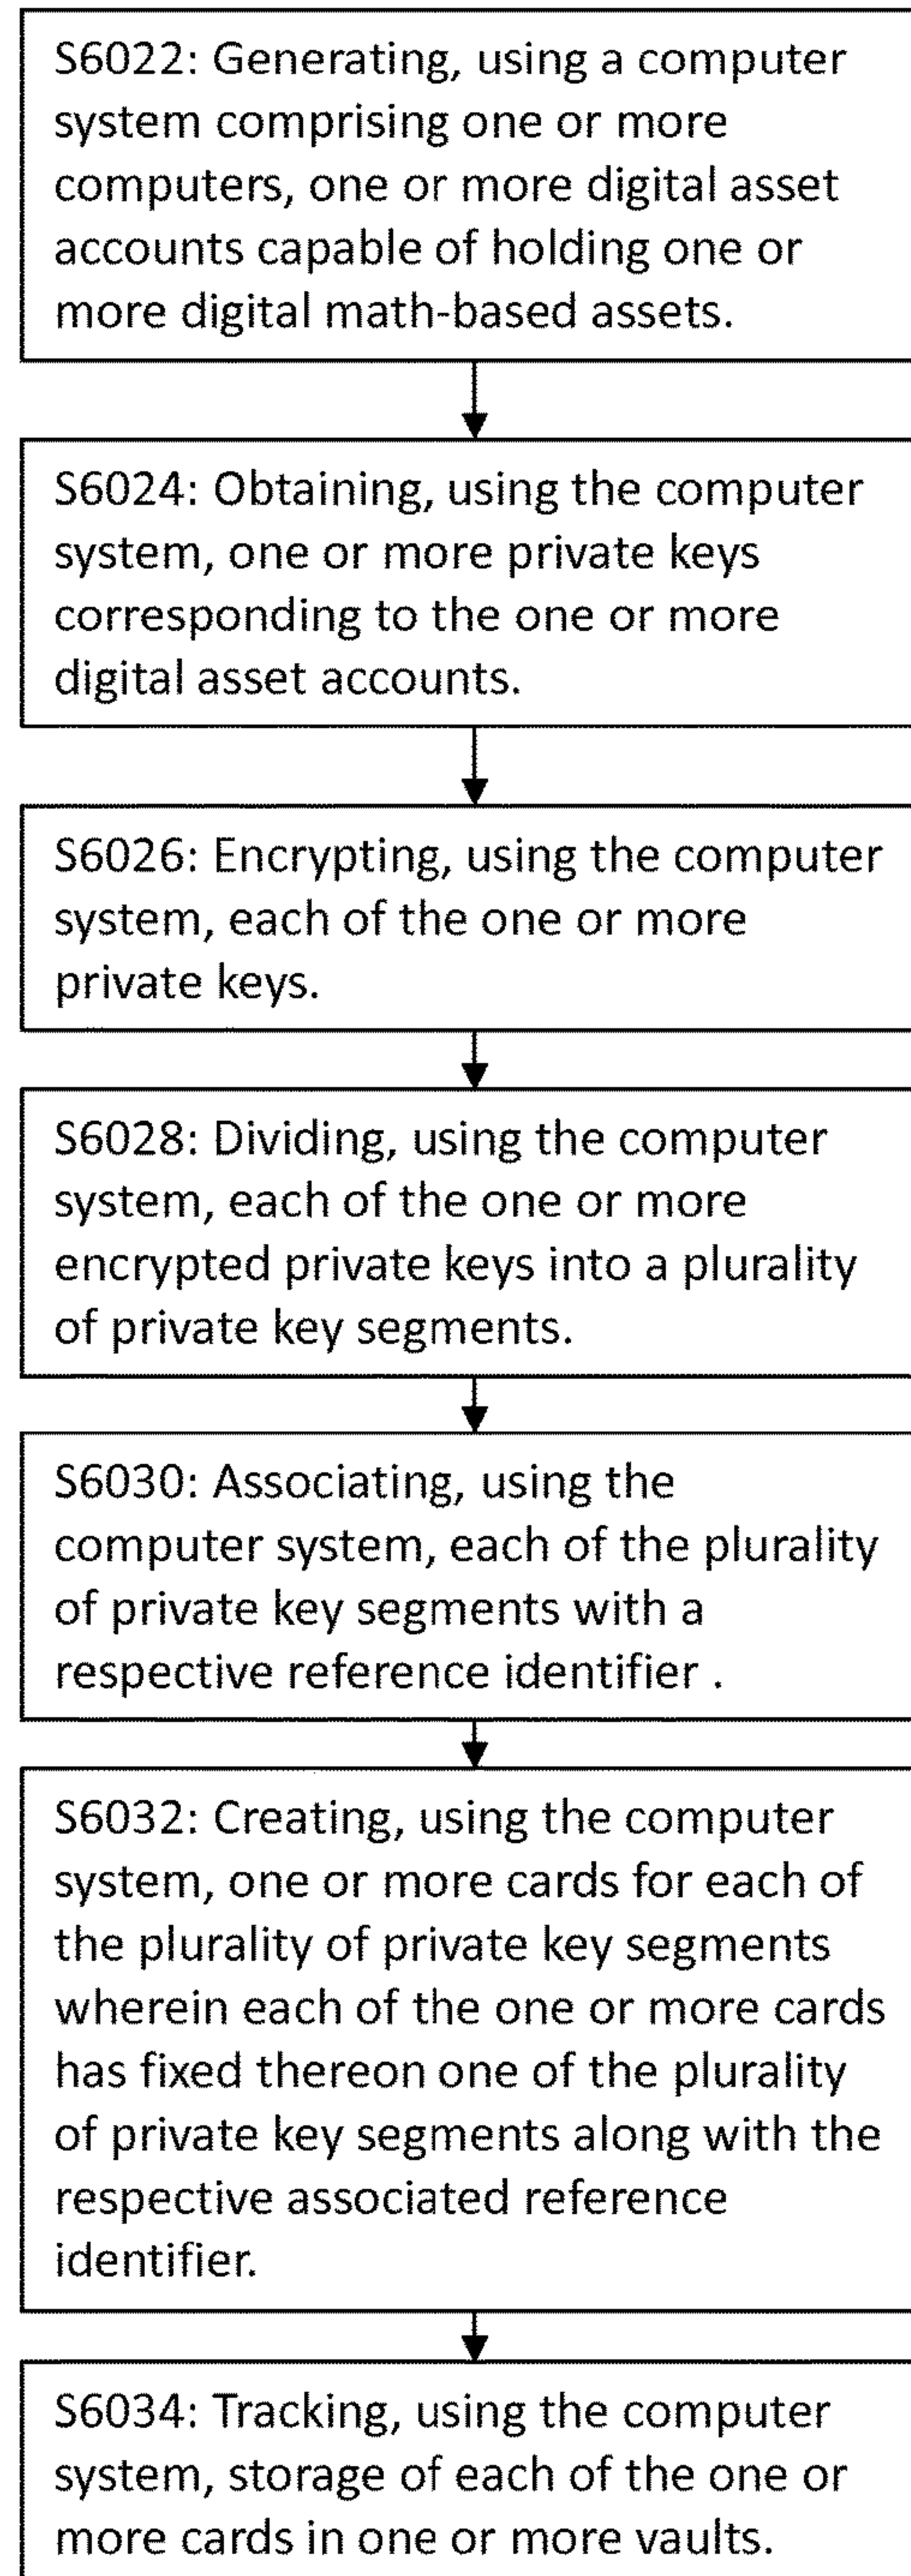 S6022: Generating, using a computer
system comprising one or more
computers, one or more digital asset
accounts capable of holding one or
more digital math-based assets.
S6024: Obtaining, using the computer
system, one or more private keys
corresponding to the one or more
digital asset accounts.
S6026: Encrypting, using the computer
system, each of the one or more
private keys.
S6028: Dividing, using the computer
system, each of the one or more
encrypted private keys into a plurality
of private key segments.
S6030: Associating, using the
computer system, each of the plurality
of private key segments with a
respective reference identifier .
S6032: Creating, using the computer
system, one or more cards for each of
the plurality of private key segments
wherein each of the one or more cards
has fixed thereon one of the plurality
of private key segments along with the
respective associated reference
identifier.
S6034: Tracking, using the computer
system, storage of each of the one or
more cards in one or more vaults.